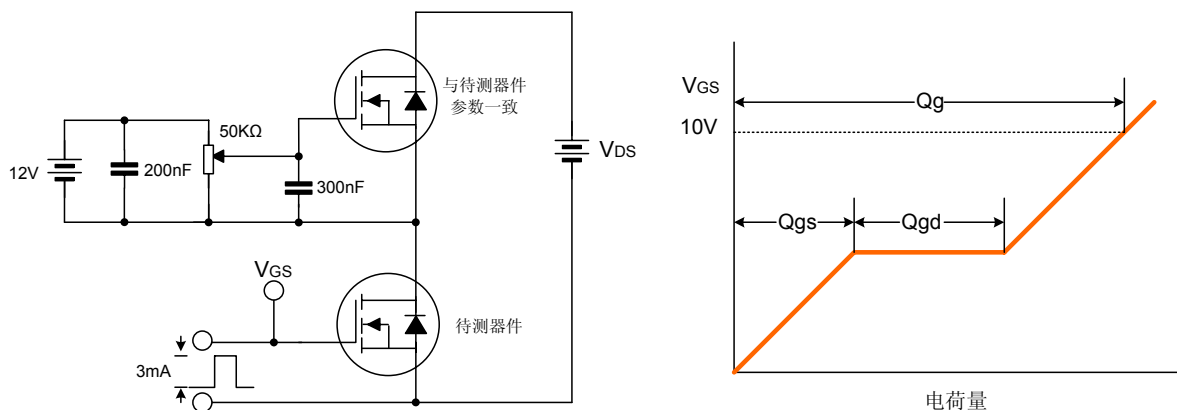 与待测器件
参数一致
50KΩ
12V
200nF
300nF
VDS
VGS
待测器件
3mA
VGS
10V
Qg
Qgs
Qgd
电荷量